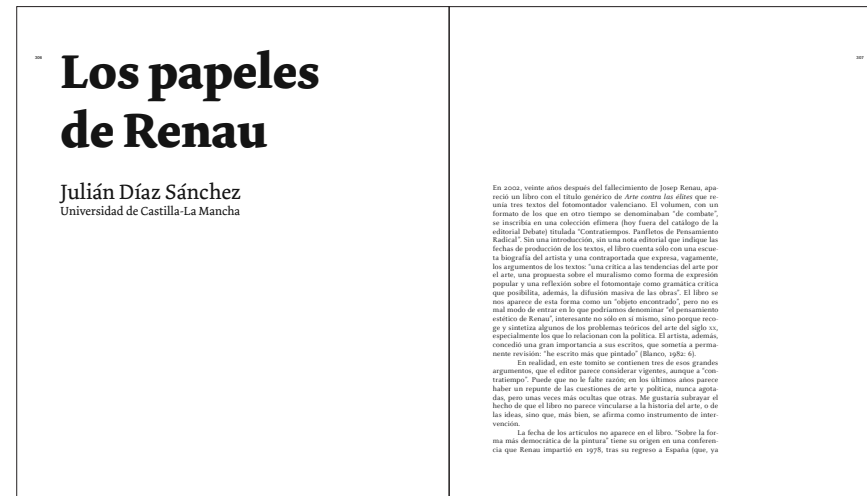 206
Los papeles
de Renau
Julián Díaz Sánchez
Universidad de Castilla-La Mancha
207
En 2002, veinte años después del fallecimiento de Josep Renau, apa-
reció un libro con el título genérico de Arte contra las élites que re-
unía tres textos del fotomontador valenciano. El volumen, con un
formato de los que en otro tiempo se denominaban “de combate”,
se inscribía en una colección efímera (hoy fuera del catálogo de la
editorial Debate) titulada “Contratiempos. Panfletos de Pensamiento
Radical”. Sin una introducción, sin una nota editorial que indique las
fechas de producción de los textos, el libro cuenta sólo con una escue-
ta biografía del artista y una contraportada que expresa, vagamente,
los argumentos de los textos: “una crítica a las tendencias del arte por
el arte, una propuesta sobre el muralismo como forma de expresión
popular y una reflexión sobre el fotomontaje como gramática crítica
que posibilita, además, la difusión masiva de las obras”. El libro se
nos aparece de esta forma como un “objeto encontrado”, pero no es
mal modo de entrar en lo que podríamos denominar “el pensamiento
estético de Renau”, interesante no sólo en sí mismo, sino porque reco-
ge y sintetiza algunos de los problemas teóricos del arte del siglo xx,
especialmente los que lo relacionan con la política. El artista, además,
concedió una gran importancia a sus escritos, que sometía a perma-
nente revisión: “he escrito más que pintado” (Blanco, 1982: 6).
En realidad, en este tomito se contienen tres de esos grandes
argumentos, que el editor parece considerar vigentes, aunque a “con-
tratiempo”. Puede que no le falte razón; en los últimos años parece
haber un repunte de las cuestiones de arte y política, nunca agota-
das, pero unas veces más ocultas que otras. Me gustaría subrayar el
hecho de que el libro no parece vincularse a la historia del arte, o de
las ideas, sino que, más bien, se afirma como instrumento de inter-
vención.
La fecha de los artículos no aparece en el libro. “Sobre la for-
ma más democrática de la pintura” tiene su origen en una conferen-
cia que Renau impartió en 1978, tras su regreso a España (que, ya